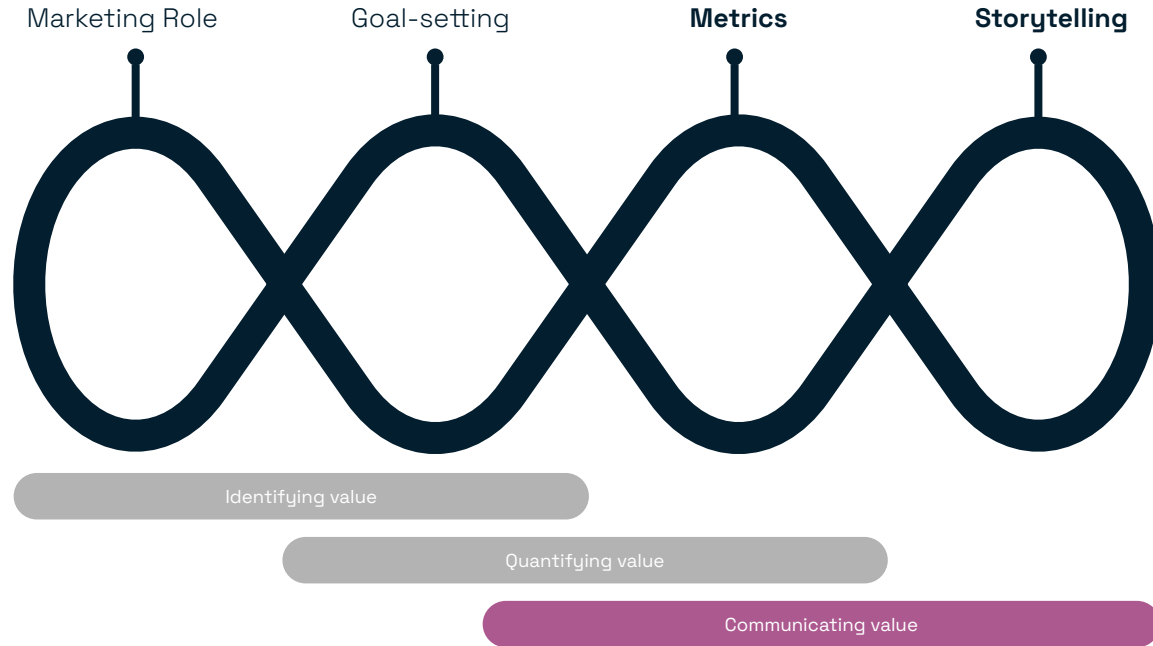 Marketing Role
Goal-setting
Metrics
Storytelling
Identifying value
Quantifying value
Communicating value